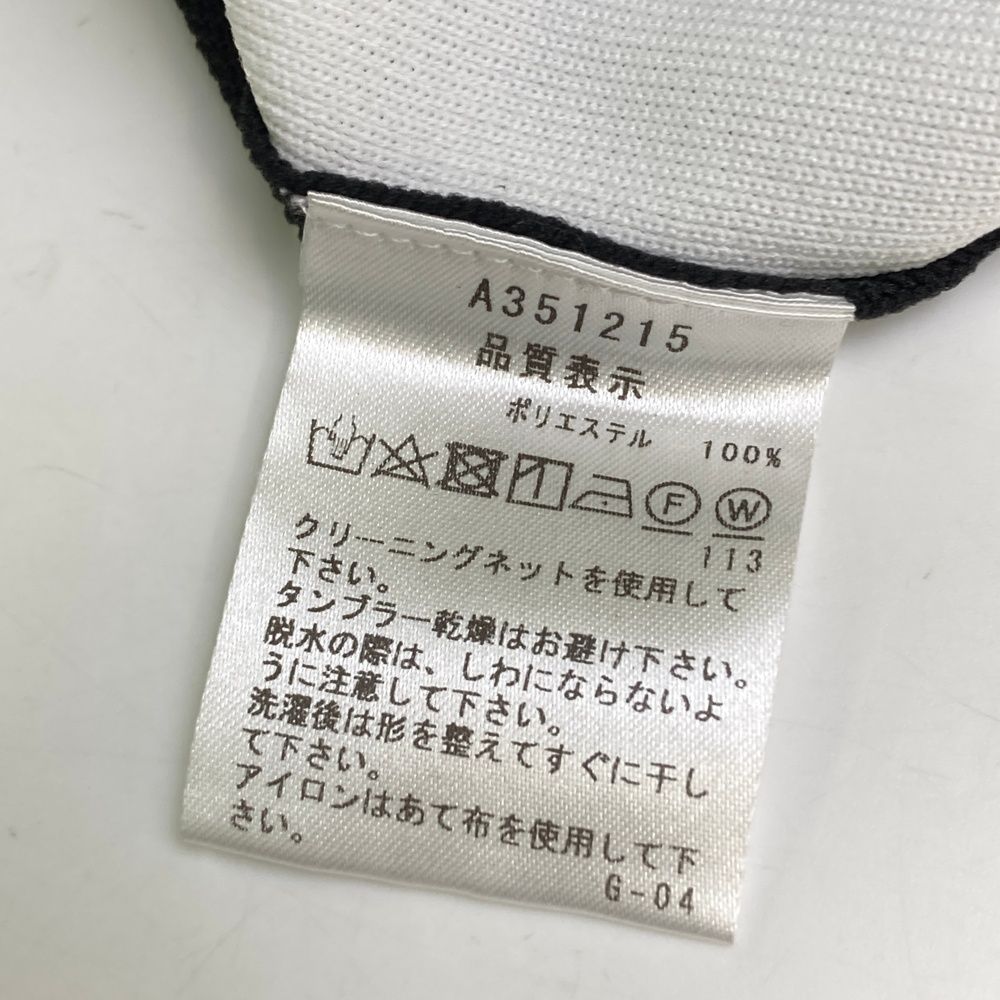 A351215
品質表示
ポリエステル 100%
F W
113
クリーニングネットを使用して
下さい。
タンブラー乾燥はお避け下さい。
脱水の際は、しわにならないよ
うに注意して下さい。
洗濯後は形を整えてすぐに干し
て下さい。
アイロンはあて布を使用して下
さい。
G-04